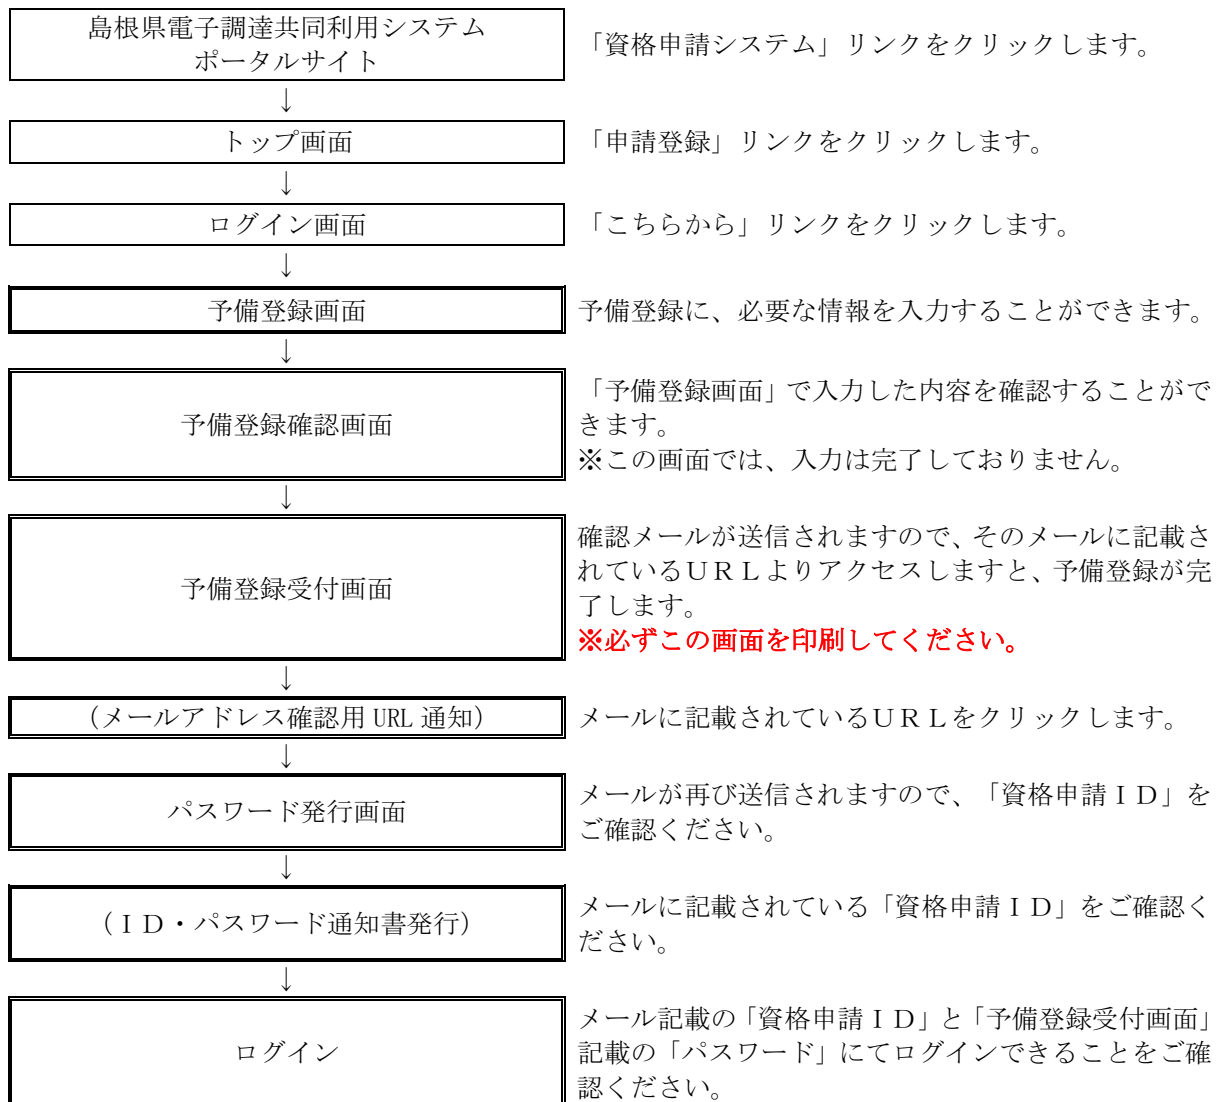 島根県電子調達共同利用システム
ポータルサイト
「資格申請システム」リンクをクリックします。
↓
トップ画面
「申請登録」リンクをクリックします。
↓
ログイン画面
「こちらから」リンクをクリックします。
↓
予備登録画面
予備登録に、必要な情報を入力することができます。
↓
予備登録確認画面
「予備登録画面」で入力した内容を確認することがで
きます。
※この画面では、入力は完了しておりません。
↓
予備登録受付画面
確認メールが送信されますので、そのメールに記載さ
れているＵＲＬよりアクセスしますと、予備登録が完
了します。
※必ずこの画面を印刷してください。
↓
（メールアドレス確認用 URL 通知）
メールに記載されているＵＲＬをクリックします。
↓
パスワード発行画面
メールが再び送信されますので、「資格申請ＩＤ」を
ご確認ください。
↓
（ＩＤ・パスワード通知書発行）
メールに記載されている「資格申請ＩＤ」をご確認く
ださい。
↓
ログイン
メール記載の「資格申請ＩＤ」と「予備登録受付画面」
記載の「パスワード」にてログインできることをご確
認ください。